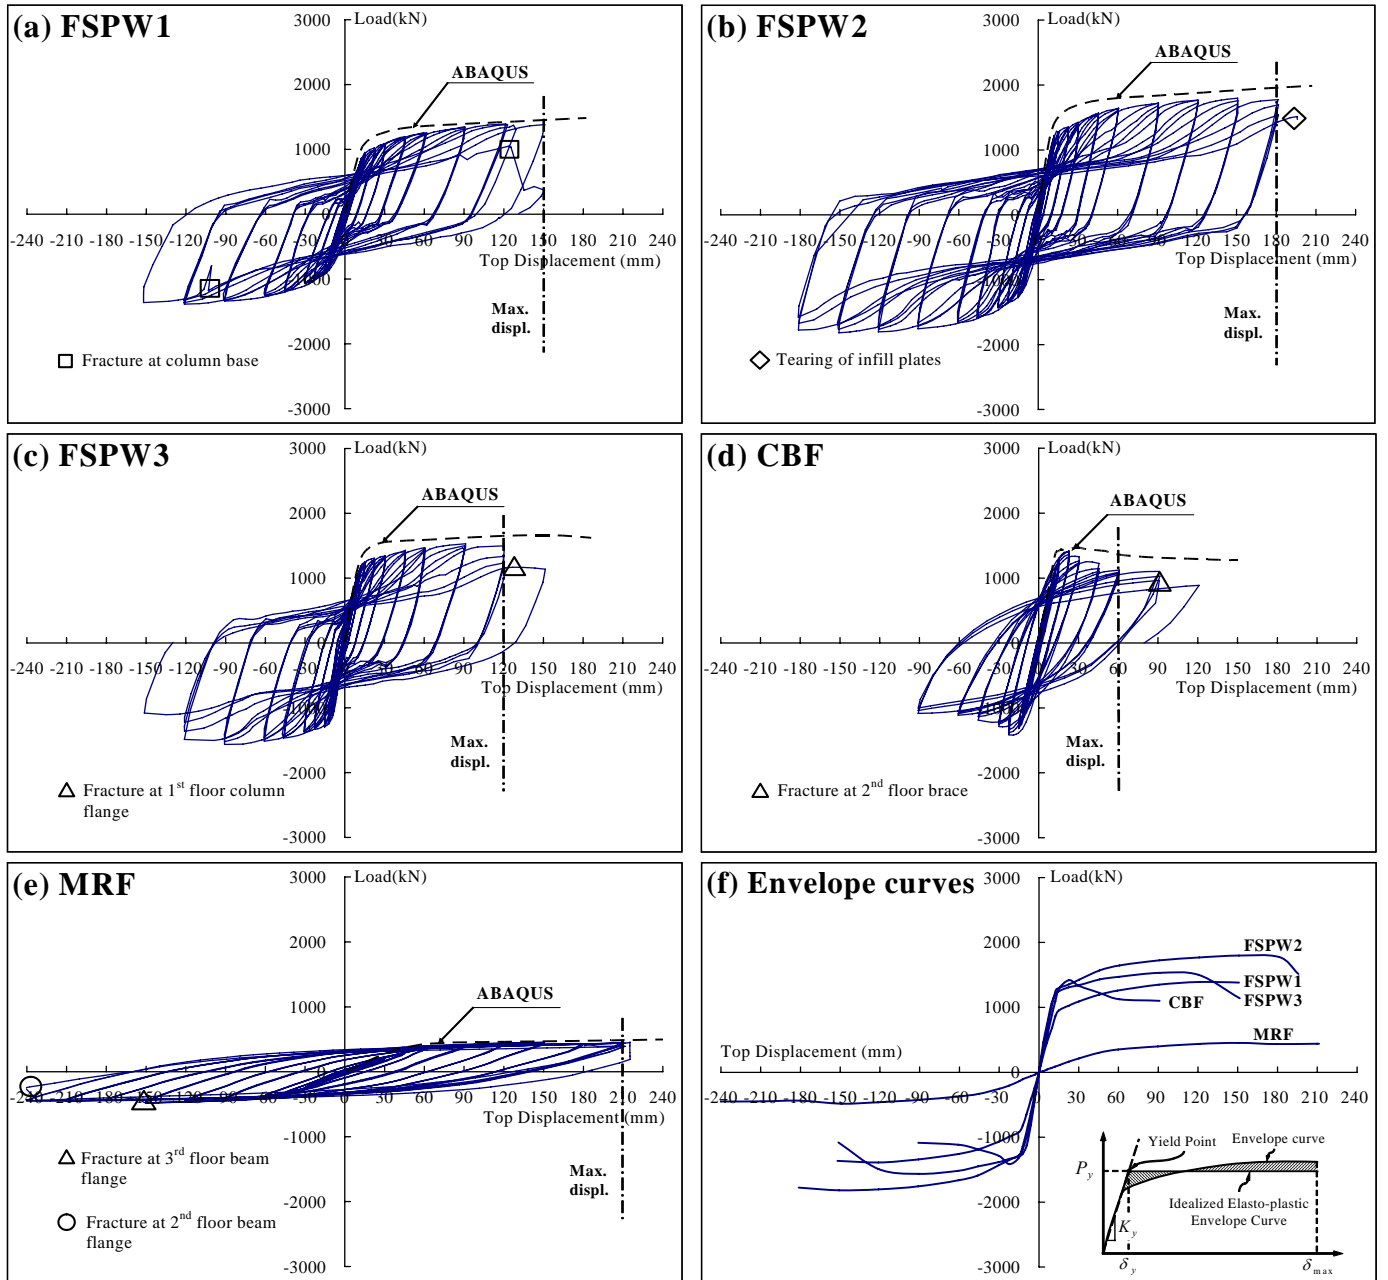 (a) FSPW1
Load(kN)
3000
2000
1000
0
-1000
-2000
-3000
-240 -210 -180 -150 -120 -90 -60 -30 0 30 60 90 120 150 180 210 240
Top Displacement (mm)
ABAQUS
Max.
displ.
Fracture at column base
(b) FSPW2
Load(kN)
3000
2000
1000
0
-1000
-2000
-3000
-240 -210 -180 -150 -120 -90 -60 -30 0 30 60 90 120 150 180 210 240
Top Displacement (mm)
ABAQUS
Max.
displ.
Tearing of infill plates
(c) FSPW3
Load(kN)
3000
2000
1000
0
-1000
-2000
-3000
-240 -210 -180 -150 -120 -90 -60 -30 0 30 60 90 120 150 180 210 240
Top Displacement (mm)
ABAQUS
Max.
displ.
Fracture at 1st floor column
flange
(d) CBF
Load(kN)
3000
2000
1000
0
-1000
-2000
-3000
-240 -210 -180 -150 -120 -90 -60 -30 0 30 60 90 120 150 180 210 240
Top Displacement (mm)
ABAQUS
Max.
displ.
Fracture at 2nd floor brace
(e) MRF
Load(kN)
3000
2000
1000
0
-1000
-2000
-3000
-240 -210 -180 -150 -120 -90 -60 -30 0 30 60 90 120 150 180 210 240
Top Displacement (mm)
ABAQUS
Max.
displ.
Fracture at 3rd floor beam
flange
Fracture at 2nd floor beam
flange
(f) Envelope curves
Load(kN)
3000
2000
1000
0
-1000
-2000
-3000
Top Displacement (mm)
-240 -210 -180 -150 -120 -90 -60 -30 0 30 60 90 120 150 180 210 240
FSPW2
FSPW1
CBF
FSPW3
MRF
Yield Point
Envelope curve
Py
Idealized Elasto-plastic
Envelope Curve
Ky
δy
δmax